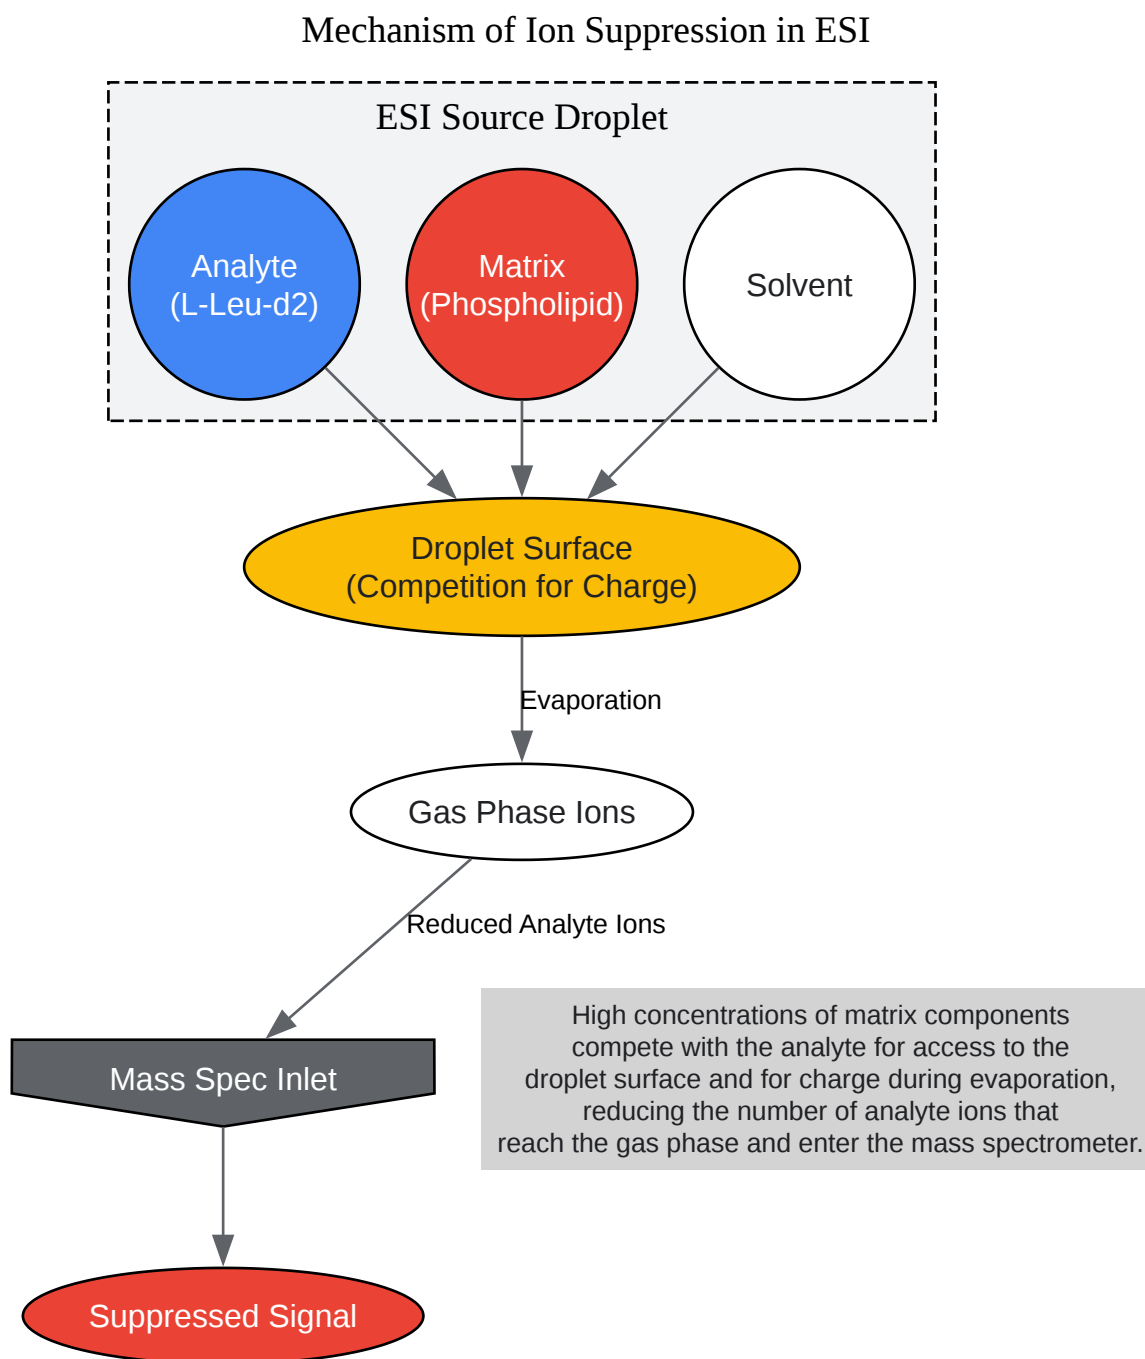 Mechanism of Ion Suppression in ESI
ESI Source Droplet
Analyte
(L-Leu-d2)
Matrix
(Phospholipid)
Solvent
Droplet Surface
(Competition for Charge)
Evaporation
Gas Phase Ions
Reduced Analyte Ions
High concentrations of matrix components
compete with the analyte for access to the
droplet surface and for charge during evaporation,
reducing the number of analyte ions that
reach the gas phase and enter the mass spectrometer.
Mass Spec Inlet
Suppressed Signal